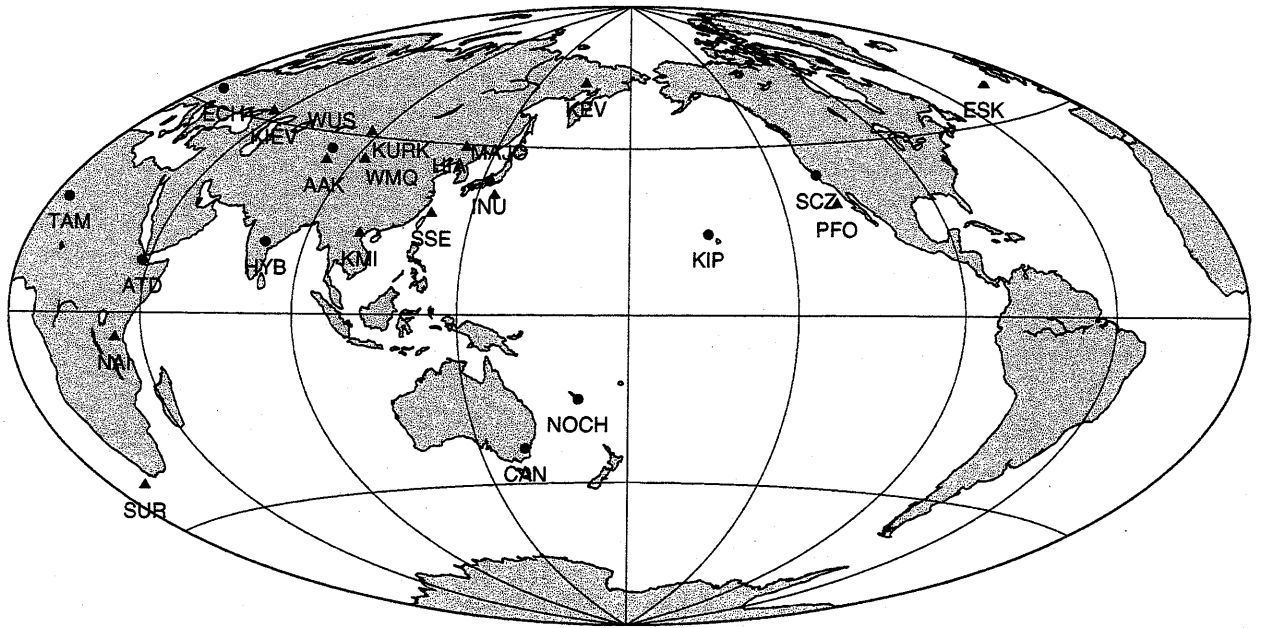 KEV
ESK
ECH
KIEV
WUS
KURK
MAJO
HIA
AAK
WMQ
INU
TAM
SCZ
PFO
SSE
KMI
HYB
KIP
ATD
NAI
NOCH
CAN
SUR